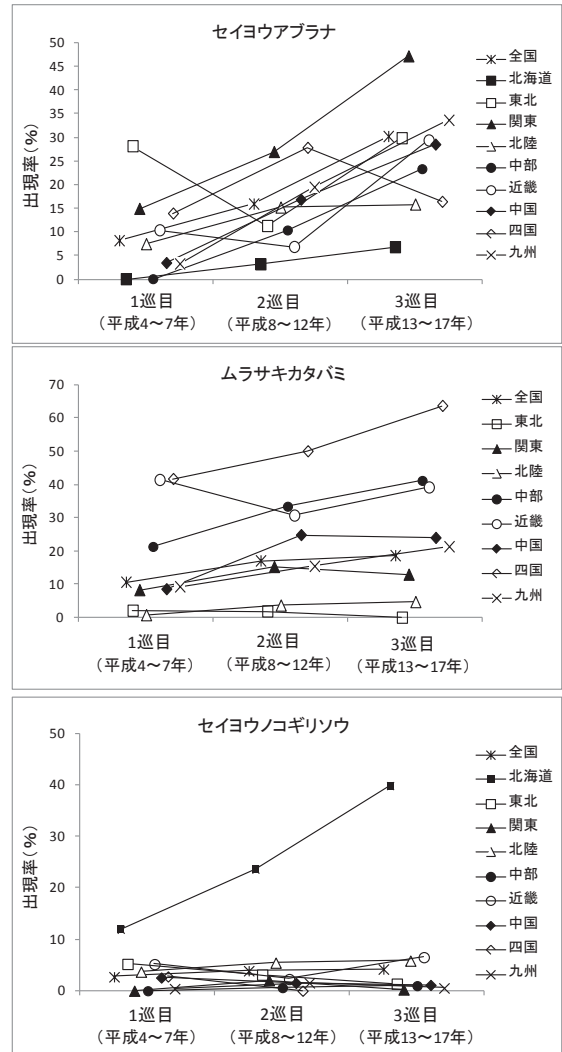 セイヨウアブラナ
出現率(%)
50
45
40
35
30
25
20
15
10
5
0
1巡目
(平成4～7年)
2巡目
(平成8～12年)
3巡目
(平成13～17年)
全国
北海道
東北
関東
北陸
中部
近畿
中国
四国
九州
ムラサキカタバミ
出現率(%)
70
60
50
40
30
20
10
0
1巡目
(平成4～7年)
2巡目
(平成8～12年)
3巡目
(平成13～17年)
全国
東北
関東
北陸
中部
近畿
中国
四国
九州
セイヨウノコギリソウ
出現率(%)
50
40
30
20
10
0
1巡目
(平成4～7年)
2巡目
(平成8～12年)
3巡目
(平成13～17年)
全国
北海道
東北
関東
北陸
中部
近畿
中国
四国
九州